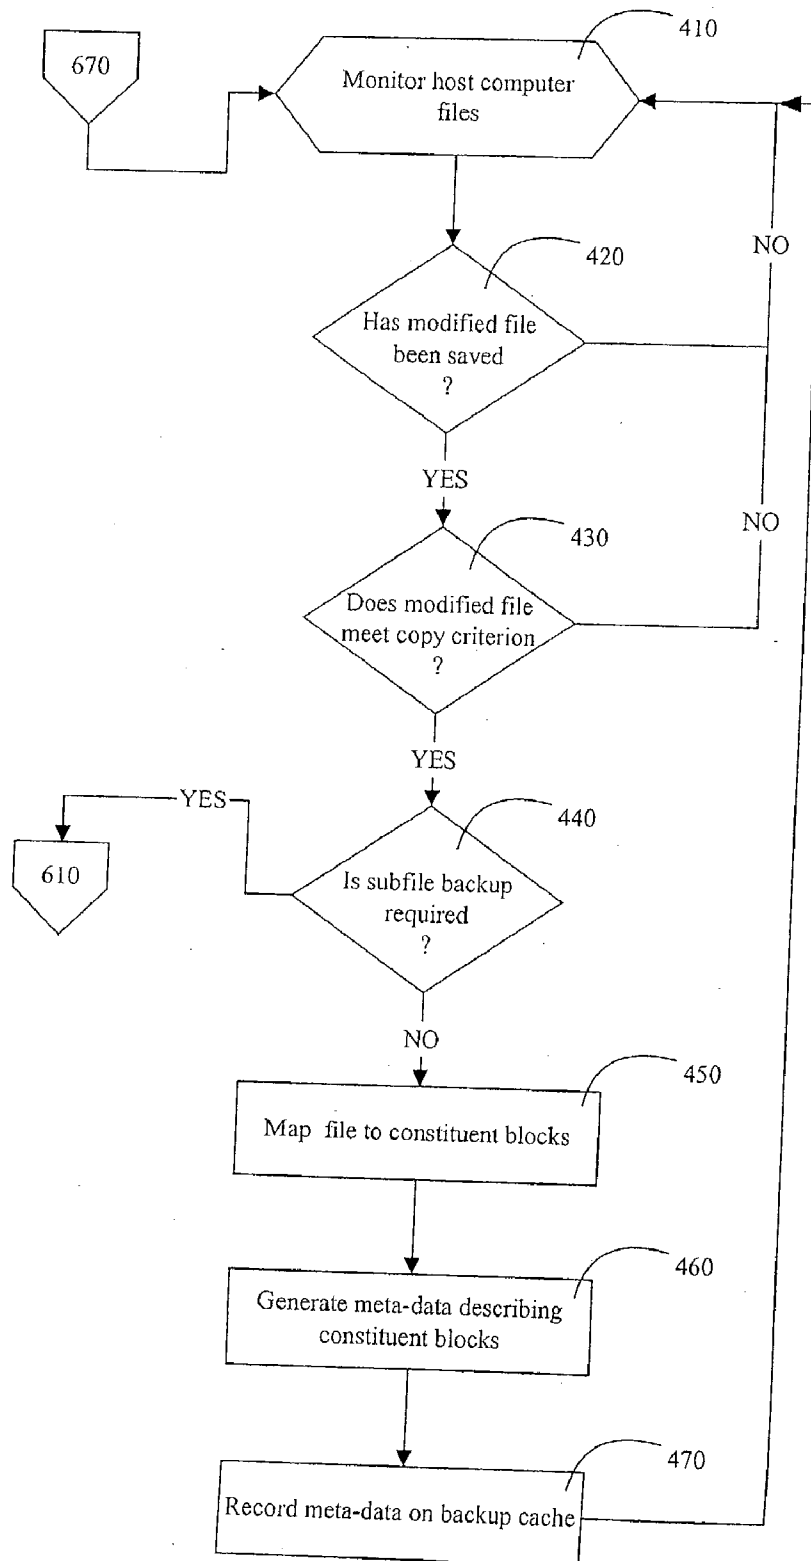 410
670
Monitor host computer
files
NO
420
Has modified file
been saved
?
YES
NO
430
Does modified file
meet copy criterion
?
YES
YES
440
610
Is subfile backup
required
?
NO
450
Map file to constituent blocks
460
Generate meta-data describing
constituent blocks
470
Record meta-data on backup cache